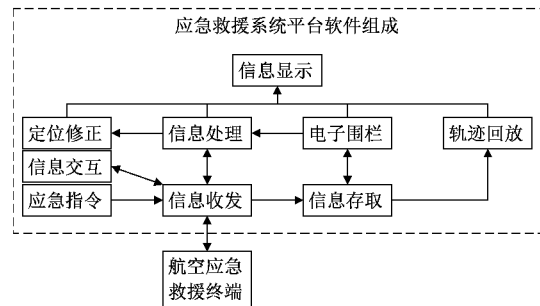 应急救援系统平台软件组成
信息显示
定位修正
信息处理
电子围栏
轨迹回放
信息交互
应急指令
信息收发
信息存取
航空应急
救援终端